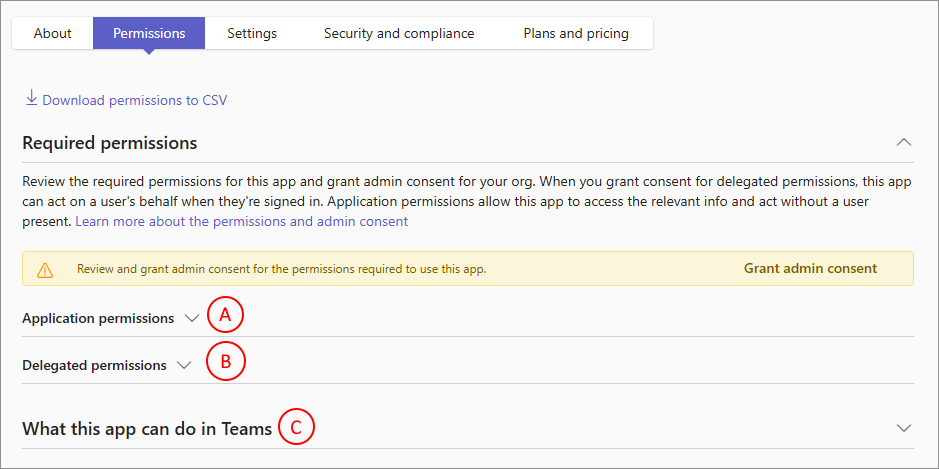 About Permissions Settings Security and compliance Plans and pricing
Download permissions to CSV
Required permissions
Review the required permissions for this app and grant admin consent for your org. When you grant consent for delegated permissions, this app
can act on a user's behalf when they're signed in. Application permissions allow this app to access the relevant info and act without a user
present. Learn more about the permissions and admin consent
Review and grant admin consent for the permissions required to use this app. Grant admin consent
Application permissions A
Delegated permissions B
What this app can do in Teams C